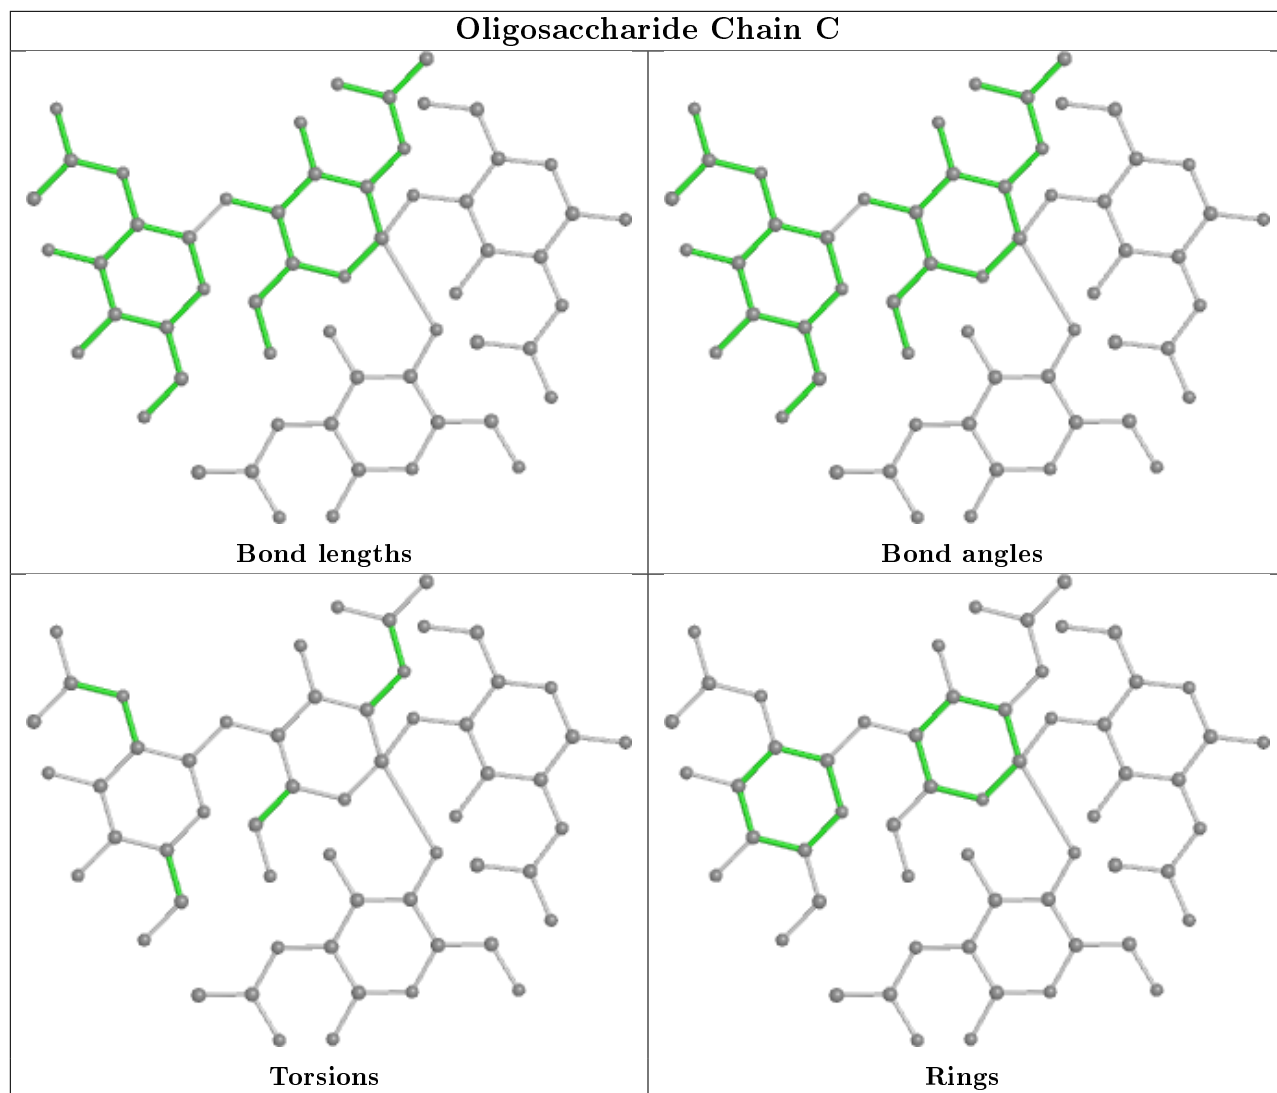 Oligosaccharide Chain C
Bond lengths
Bond angles
Torsions
Rings